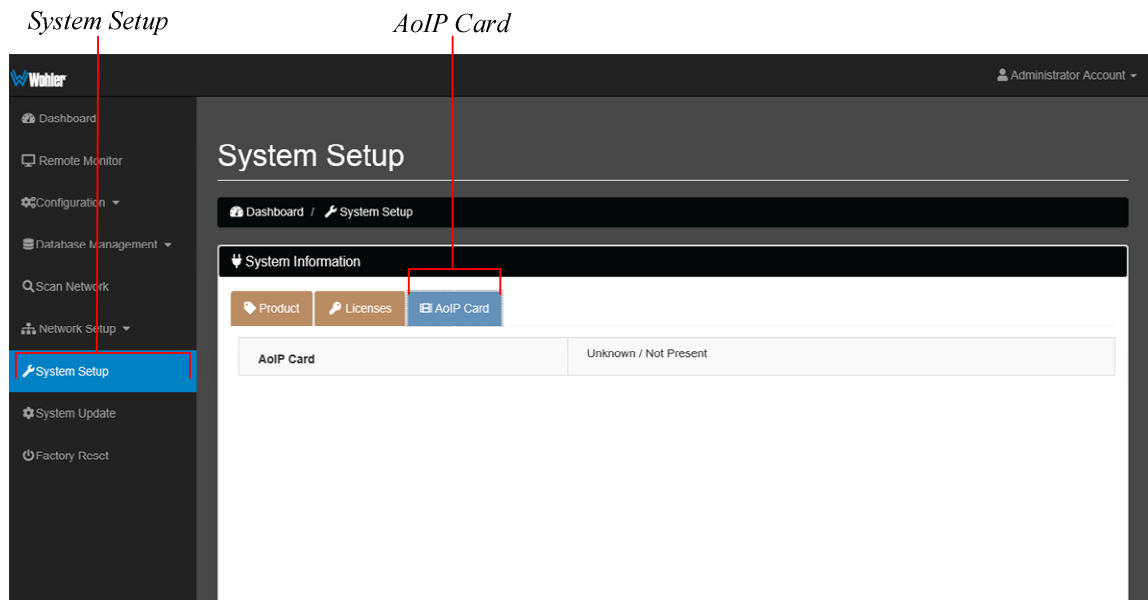 System Setup
AoIP Card
Wohler
Administrator Account
Dashboard
Remote Monitor
Configuration
Database Management
Scan Network
Network Setup
System Setup
System Update
Factory Reset
System Setup
Dashboard / System Setup
System Information
Product
Licenses
AoIP Card
AoIP Card
Unknown / Not Present